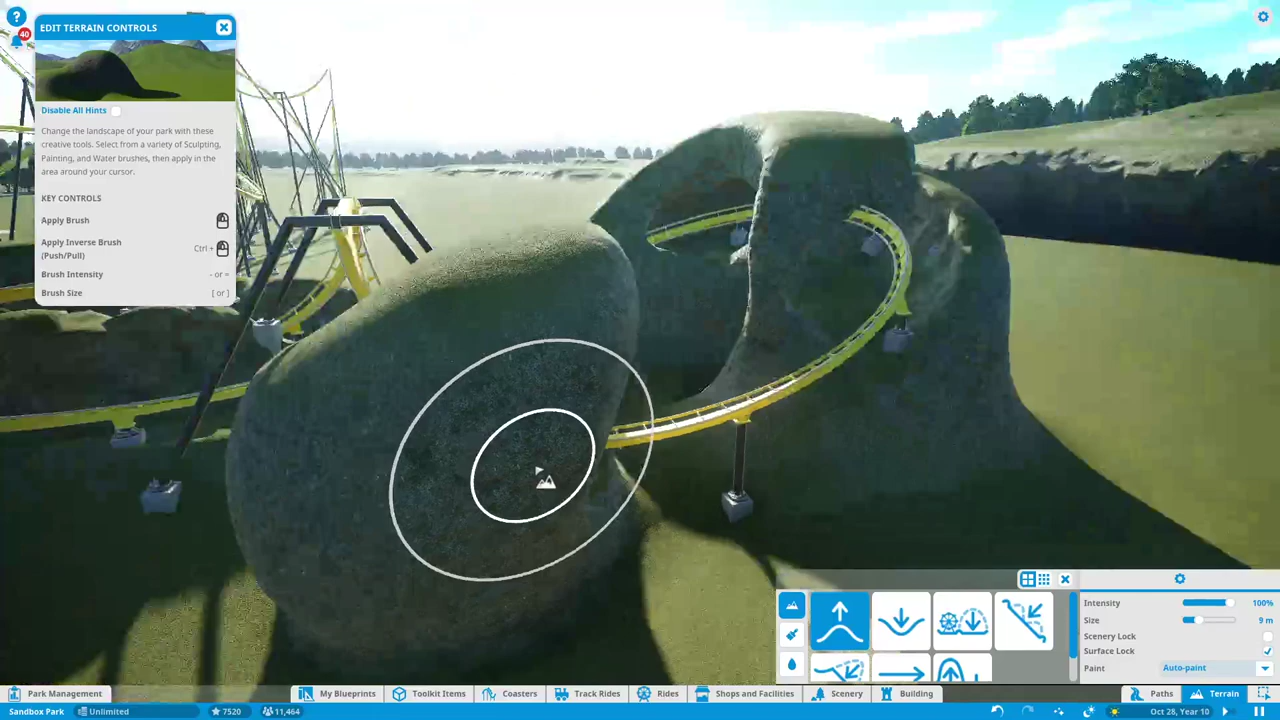 ?
40
EDIT TERRAIN CONTROLS
Disable All Hints
Change the landscape of your park with these
creative tools. Select from a variety of Sculpting,
Painting, and Water brushes, then apply in the
area around your cursor.
KEY CONTROLS
Apply Brush
Apply Inverse Brush
(Push/Pull)
Ctrl +
Brush Intensity - or =
Brush Size [ or ]
Intensity 100%
Size 9 m
Scenery Lock
Surface Lock
Paint Auto-paint
Park Management My Blueprints Toolkit Items Coasters Track Rides Rides Shops and Facilities Scenery Building Paths Terrain
Sandbox Park Unlimited 7520 11,464 Oct 28, Year 10